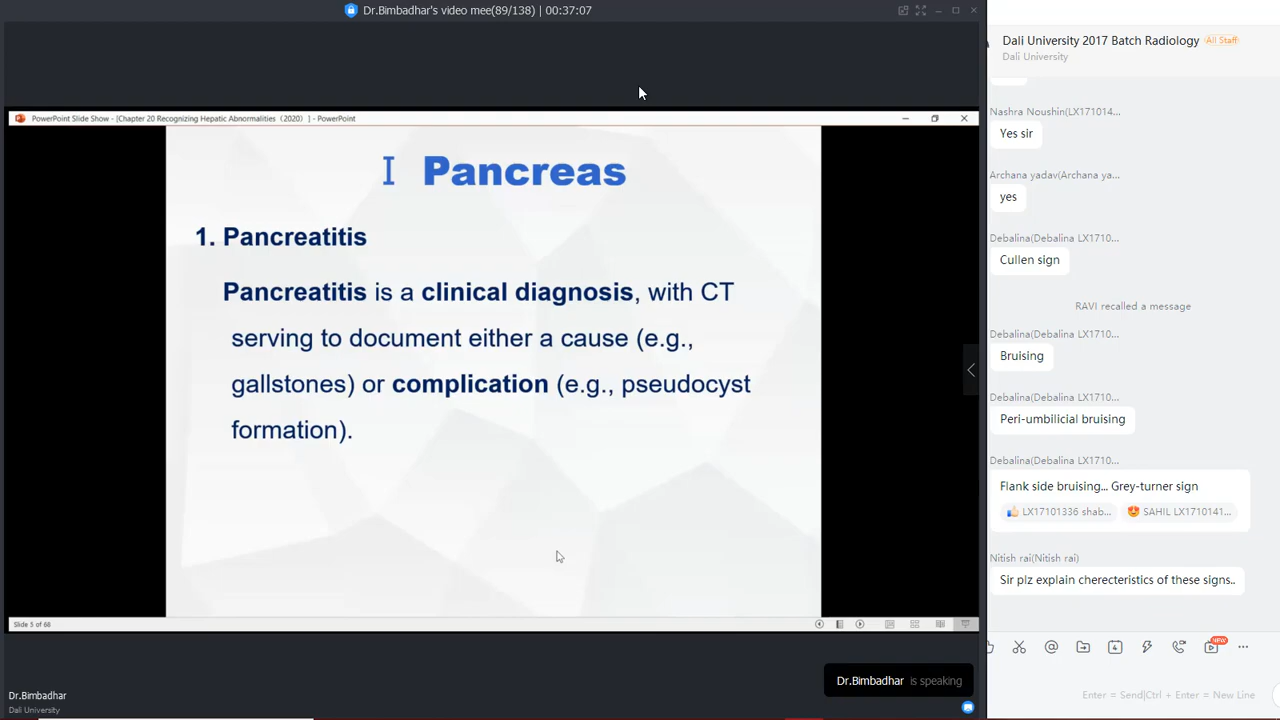 Dr.Bimbadhar's video mee(89/138) | 00:37:07
PowerPoint Slide Show - [Chapter 20 Recognizing Hepatic Abnormalities (2020) ] - PowerPoint
I Pancreas
1. Pancreatitis
Pancreatitis is a clinical diagnosis, with CT
serving to document either a cause (e.g.,
gallstones) or complication (e.g., pseudocyst
formation).
Slide 5 of 68
Dr.Bimbadhar is speaking
Dr.Bimbadhar
Dali University
Dali University 2017 Batch Radiology All Staff
Dali University
Nashra Noushin(LX171014...
Yes sir
Archana yadav(Archana ya...
yes
Debalina(Debalina LX1710...
Cullen sign
RAVI recalled a message
Debalina(Debalina LX1710...
Bruising
Debalina(Debalina LX1710...
Peri-umbilicial bruising
Debalina(Debalina LX1710...
Flank side bruising... Grey-turner sign
LX17101336 shab... SAHIL LX1710141...
Nitish rai(Nitish rai)
Sir plz explain cherecteristics of these signs..
4
NEW
Enter = Send|Ctrl + Enter = New Line